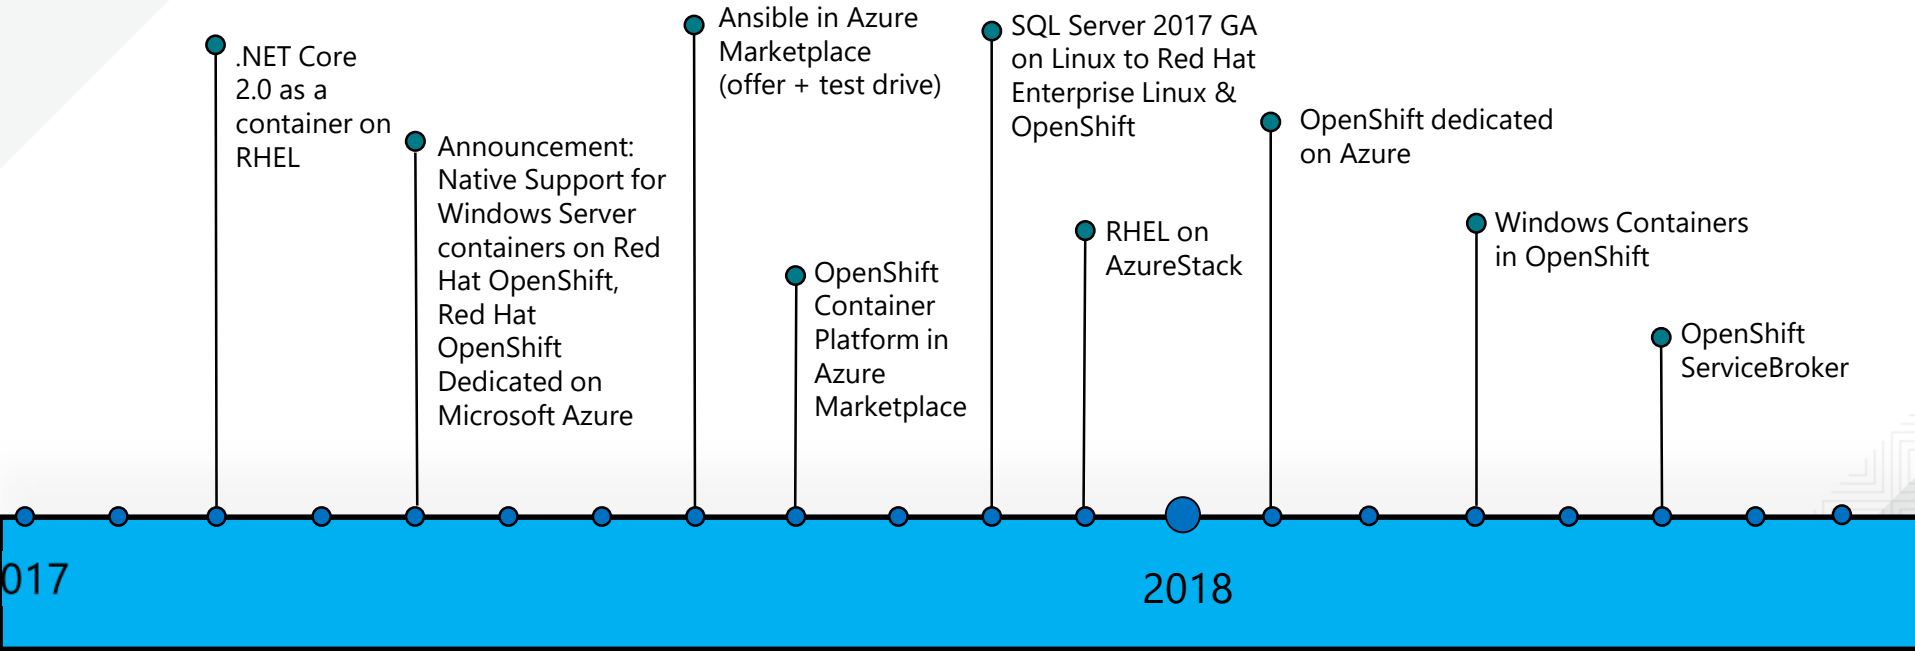 .NET Core
2.0 as a
container on
RHEL
Announcement:
Native Support for
Windows Server
containers on Red
Hat OpenShift,
Red Hat
OpenShift
Dedicated on
Microsoft Azure
Ansible in Azure
Marketplace
(offer + test drive)
OpenShift
Container
Platform in
Azure
Marketplace
SQL Server 2017 GA
on Linux to Red Hat
Enterprise Linux &
OpenShift
RHEL on
AzureStack
OpenShift dedicated
on Azure
Windows Containers
in OpenShift
OpenShift
ServiceBroker
017
2018